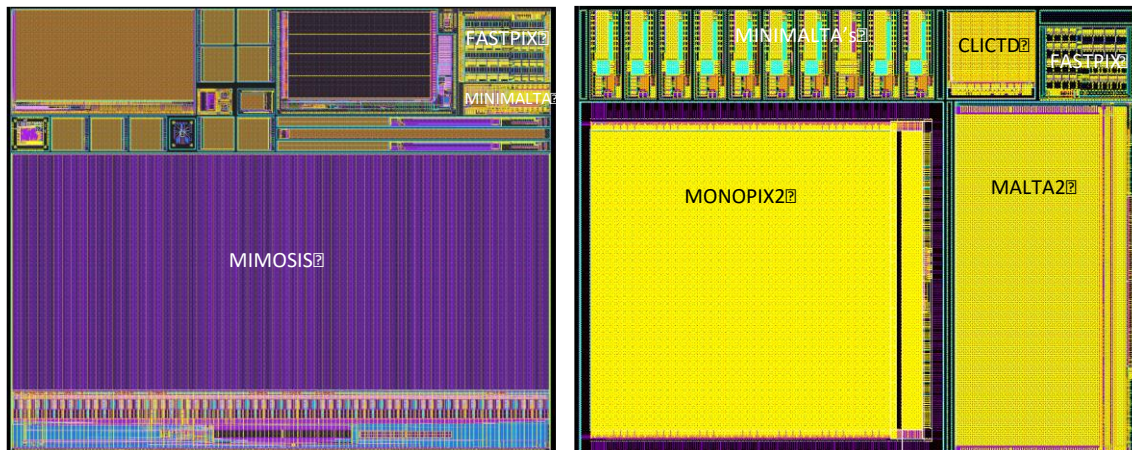 FASTPIX⍰
MINIMALTA⍰
MIMOSIS⍰
MINIMALTA's⍰
CLICTD⍰
FASTPIX⍰
MONOPIX2⍰
MALTA2⍰